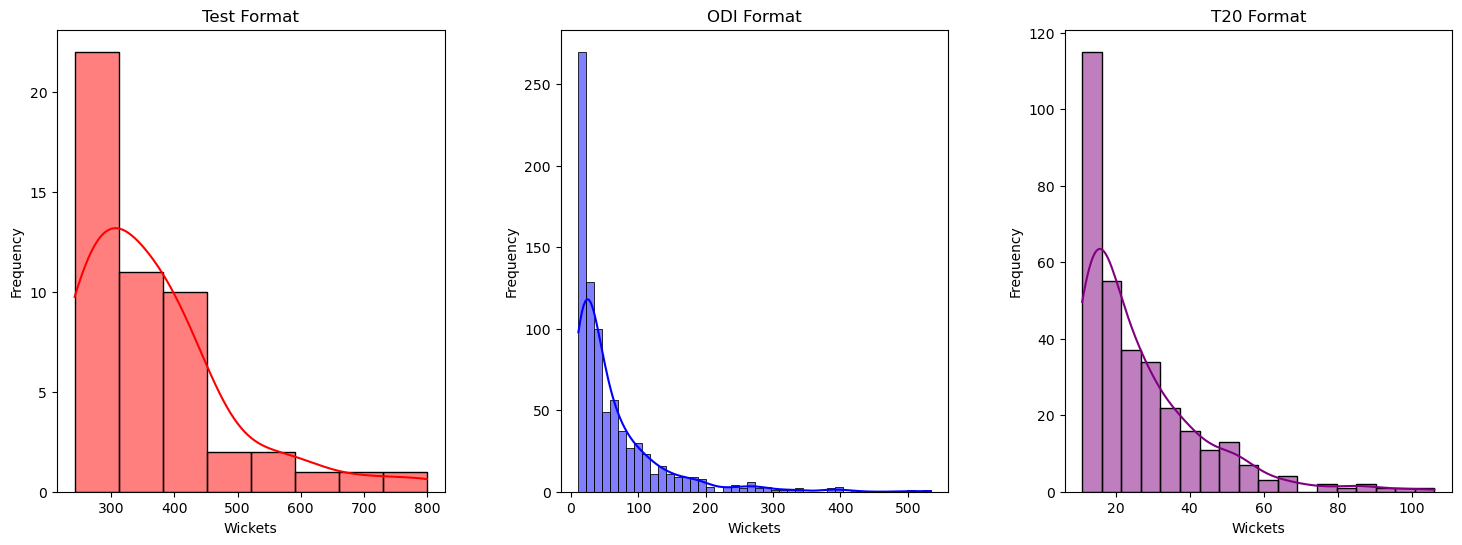 Test Format
20
15
10
5
0
Frequency
300 400 500 600 700 800
Wickets
ODI Format
250
200
150
100
50
0
Frequency
0 100 200 300 400 500
Wickets
T20 Format
120
100
80
60
40
20
0
Frequency
20 40 60 80 100
Wickets